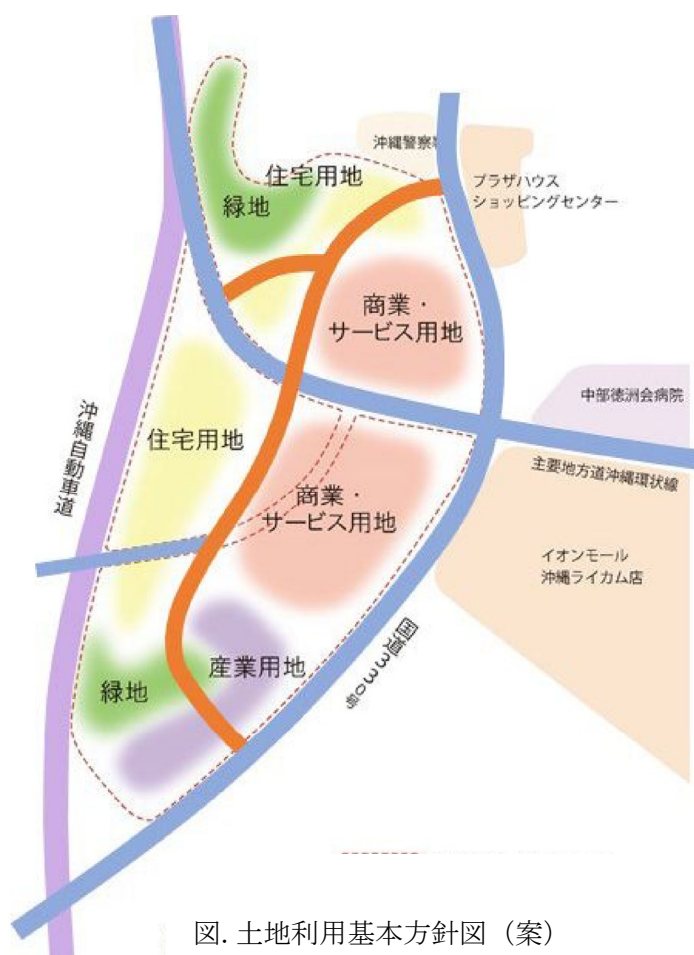 沖縄警察
プラザハウス
ショッピングセンター
住宅用地
緑地
商業・
サービス用地
中部徳洲会病院
沖縄自動車道
住宅用地
主要地方道沖縄環状線
商業・
サービス用地
イオンモール
沖縄ライカム店
国道330号
産業用地
緑地
図. 土地利用基本方針図（案）